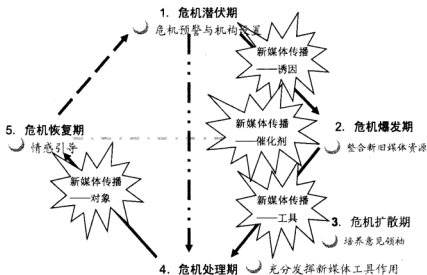 1. 危机潜伏期
危机预警与机构设置
新媒体传播
——诱因
新媒体传播
——催化剂
2. 危机爆发期
整合新旧媒体资源
5. 危机恢复期
情感引导
新媒体传播
——对象
新媒体传播
——工具
3. 危机扩散期
培养意见领袖
4. 危机处理期
充分发挥新媒体工具作用